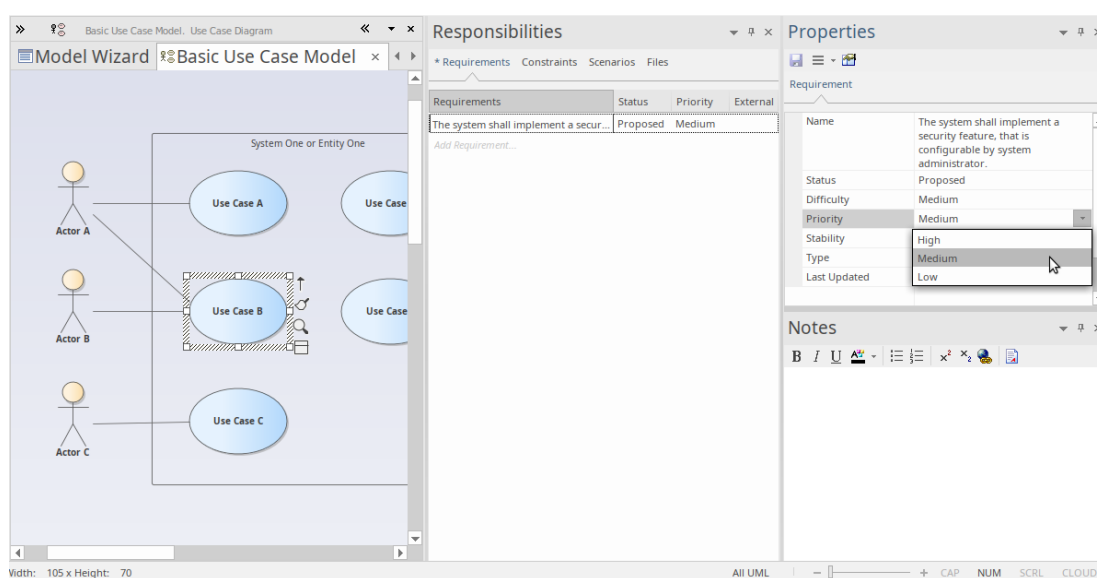 Basic Use Case Model. Use Case Diagram
Model Wizard
Basic Use Case Model
System One or Entity One
Actor A
Use Case A
Use Case
Actor B
Use Case B
Use Case
Actor C
Use Case C
Width: 105 x Height: 70
Responsibilities
* Requirements Constraints Scenarios Files
Requirements Status Priority External
The system shall implement a secur... Proposed Medium
Add Requirement...
Properties
Requirement
Name The system shall implement a
security feature, that is
configurable by system
administrator.
Status Proposed
Difficulty Medium
Priority Medium
Stability High
Type Medium
Last Updated Low
Notes
B I U
All UML
CAP NUM SCRL CLOUD